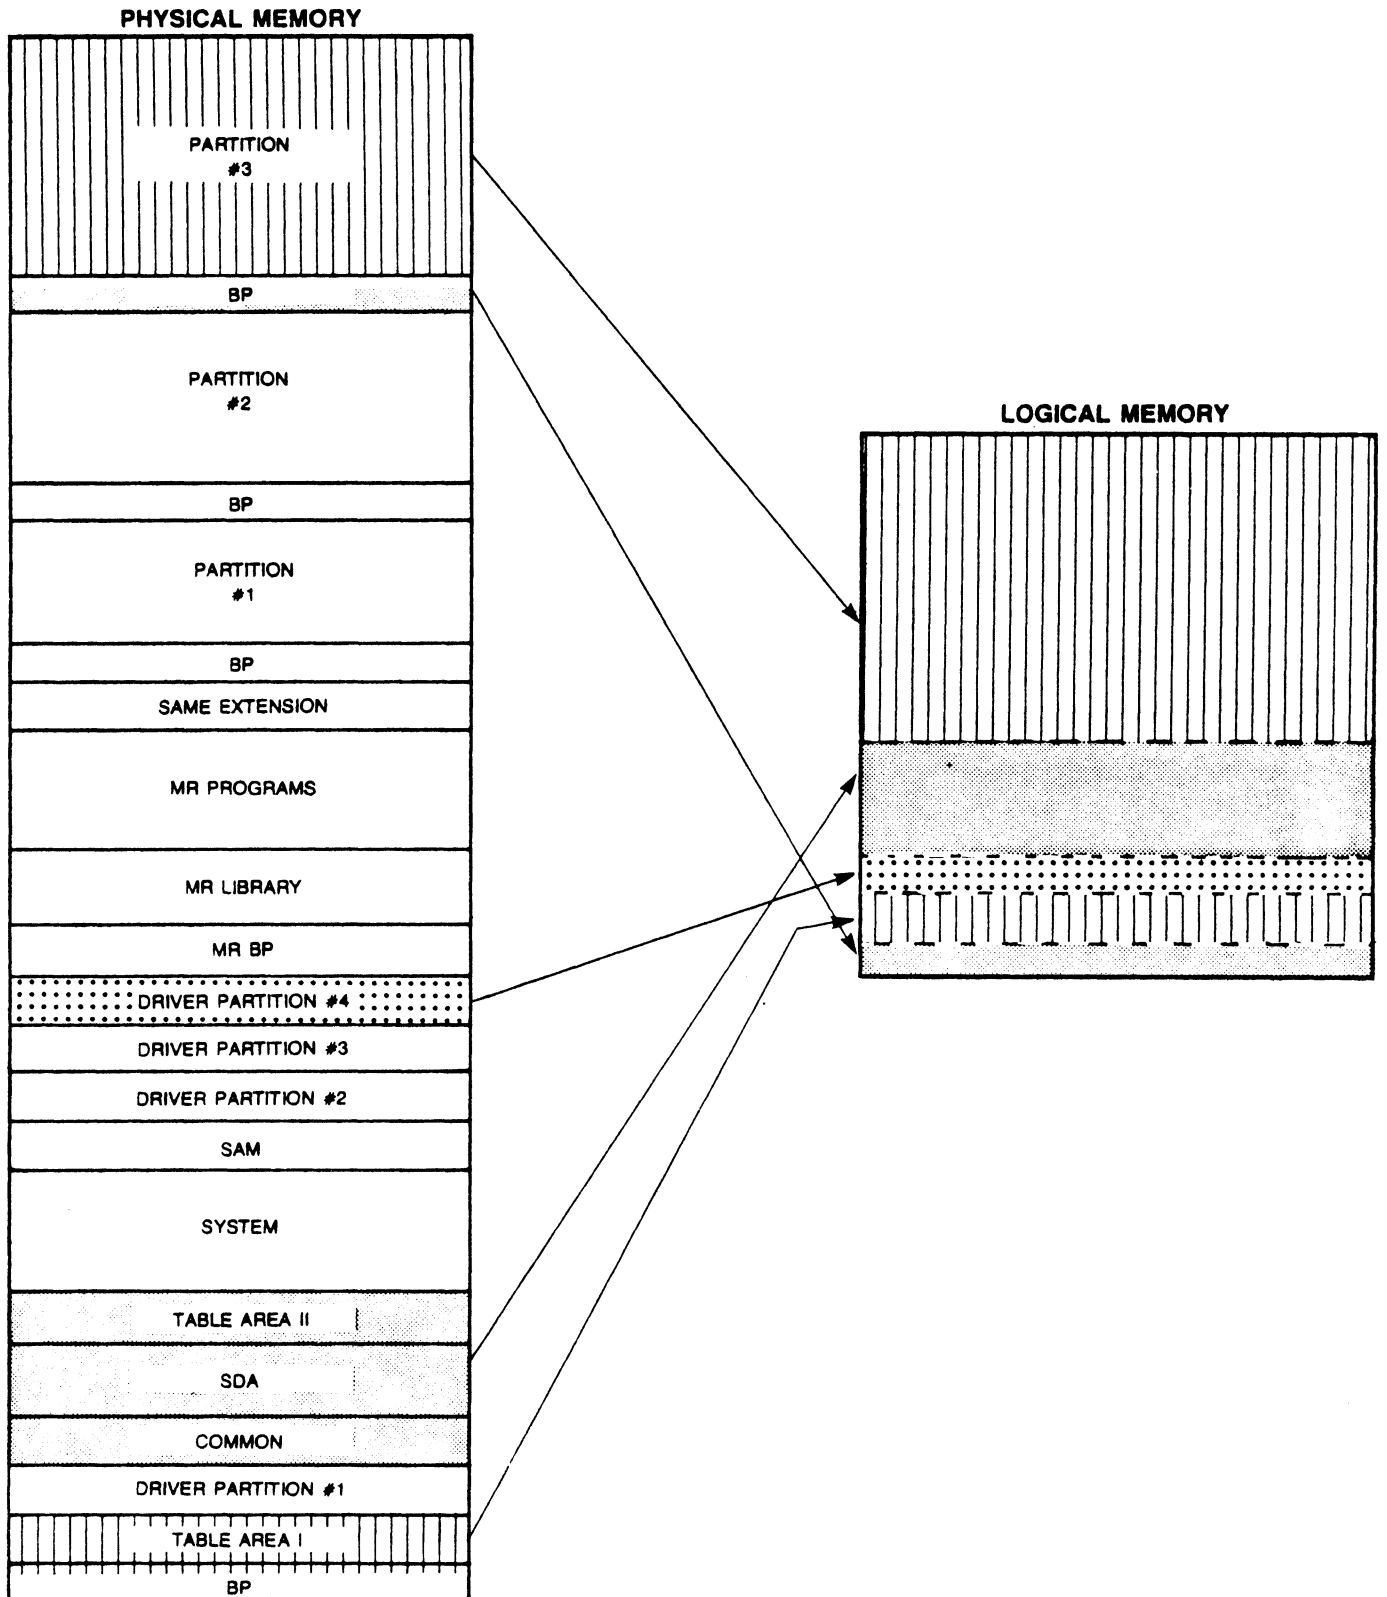 PHYSICAL MEMORY
PARTITION
#3
BP
PARTITION
#2
BP
PARTITION
#1
BP
SAME EXTENSION
MR PROGRAMS
MR LIBRARY
MR BP
DRIVER PARTITION #4
DRIVER PARTITION #3
DRIVER PARTITION #2
SAM
SYSTEM
TABLE AREA II
SDA
COMMON
DRIVER PARTITION #1
TABLE AREA I
BP
LOGICAL MEMORY